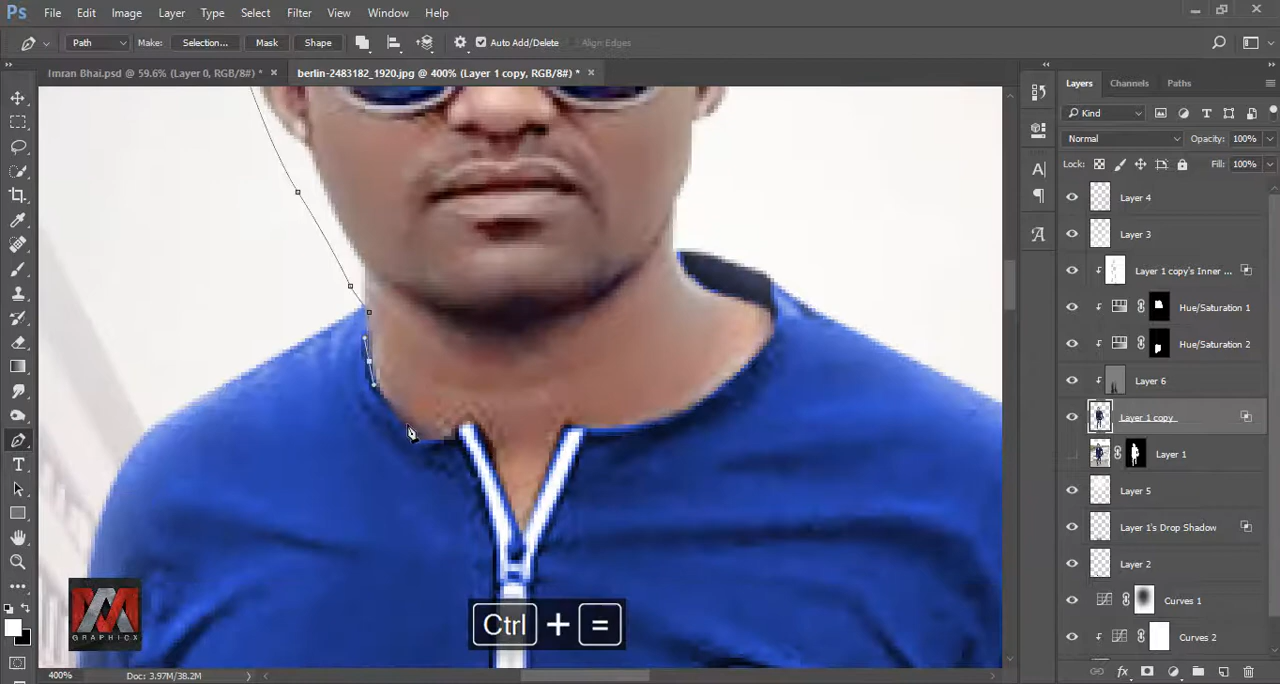 Ps File Edit Image Layer Type Select Filter View Window Help
Path Make: Selection... Mask Shape Auto Add/Delete Align Edges
Imran Bhai.psd @ 59.6% (Layer 0, RGB/8#) * × berlin-2483182_1920.jpg @ 400% (Layer 1 copy, RGB/8#) * ×
Layers Channels Paths
Kind
Normal Opacity: 100%
Lock: Fill: 100%
Layer 4
Layer 3
Layer 1 copy's Inner ...
Hue/Saturation 1
Hue/Saturation 2
Layer 6
Layer 1 copy
Layer 1
Layer 5
Layer 1's Drop Shadow
Layer 2
Curves 1
Curves 2
GRAPHICX
Ctrl + =
400% Doc: 3.97M/38.2M